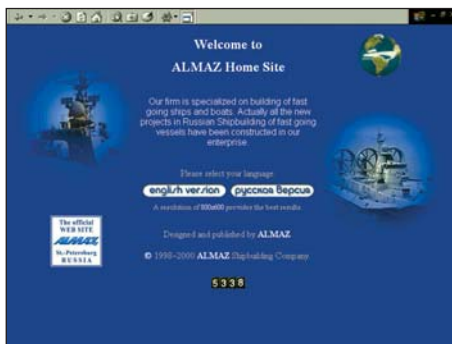 Welcome to
ALMAZ Home Site
Our firm is specialized on building of fast
going ships and boats. Actually all the new
projects in Russian Shipbuilding of fast going
vessels have been constructed in our
enterprise.
Please select your language.
english version русская версия
A resolution of 800x600 provides the best results.
The official
WEB SITE
ALMAZ,
St.-Petersburg
RUSSIA
Designed and published by ALMAZ
© 1998-2000 ALMAZ Shipbuilding Company.
5338